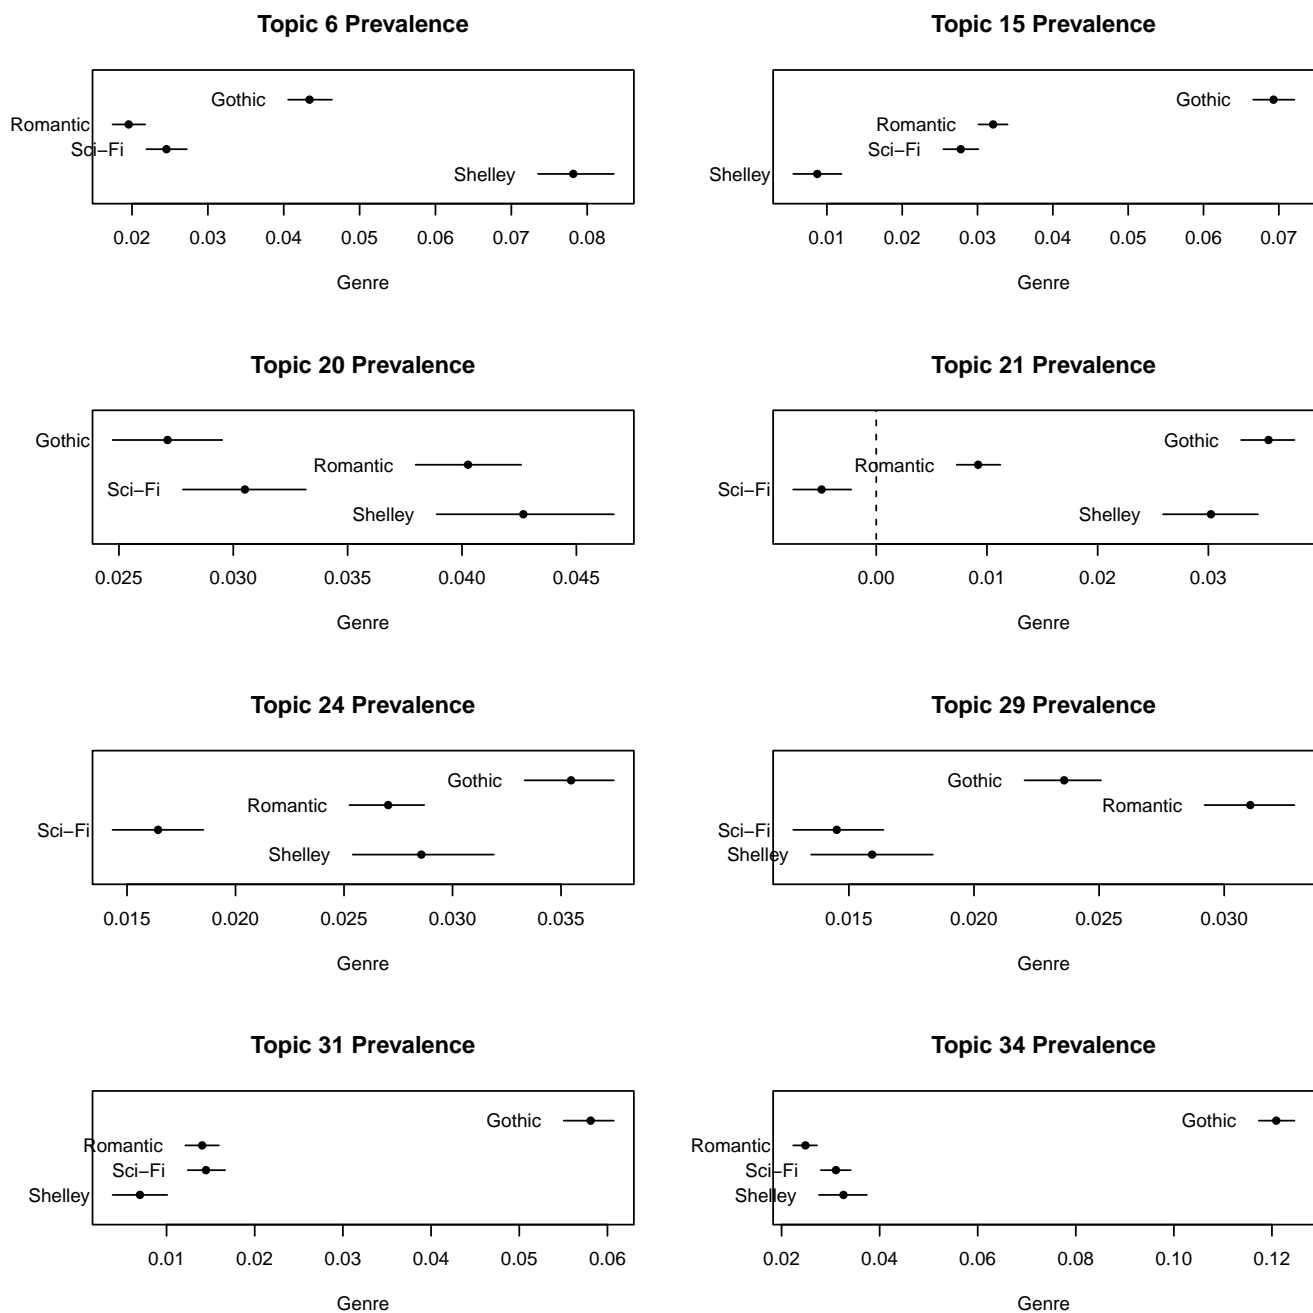 Topic 6 Prevalence
Gothic
Romantic
Sci−Fi
Shelley
0.02 0.03 0.04 0.05 0.06 0.07 0.08
Genre
Topic 15 Prevalence
Gothic
Romantic
Sci−Fi
Shelley
0.01 0.02 0.03 0.04 0.05 0.06 0.07
Genre
Topic 20 Prevalence
Gothic
Romantic
Sci−Fi
Shelley
0.025 0.030 0.035 0.040 0.045
Genre
Topic 21 Prevalence
Gothic
Romantic
Sci−Fi
Shelley
0.00 0.01 0.02 0.03
Genre
Topic 24 Prevalence
Gothic
Romantic
Sci−Fi
Shelley
0.015 0.020 0.025 0.030 0.035
Genre
Topic 29 Prevalence
Gothic
Romantic
Sci−Fi
Shelley
0.015 0.020 0.025 0.030
Genre
Topic 31 Prevalence
Gothic
Romantic
Sci−Fi
Shelley
0.01 0.02 0.03 0.04 0.05 0.06
Genre
Topic 34 Prevalence
Gothic
Romantic
Sci−Fi
Shelley
0.02 0.04 0.06 0.08 0.10 0.12
Genre